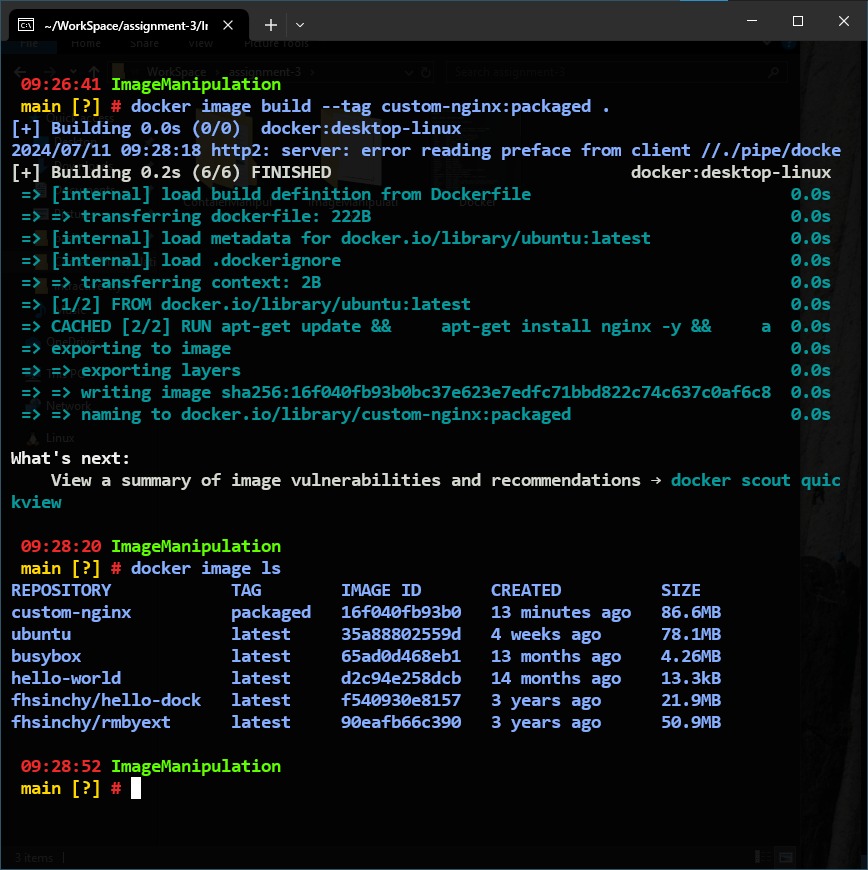 ~/WorkSpace/assignment-3/I
09:26:41 ImageManipulation
main [?] # docker image build --tag custom-nginx:packaged .
[+] Building 0.0s (0/0)  docker:desktop-linux
2024/07/11 09:28:18 http2: server: error reading preface from client //./pipe/docke
[+] Building 0.2s (6/6) FINISHED                              docker:desktop-linux
=> [internal] load build definition from Dockerfile                          0.0s
=> => transferring dockerfile: 222B                                          0.0s
=> [internal] load metadata for docker.io/library/ubuntu:latest              0.0s
=> [internal] load .dockerignore                                             0.0s
=> => transferring context: 2B                                               0.0s
=> [1/2] FROM docker.io/library/ubuntu:latest                                0.0s
=> CACHED [2/2] RUN apt-get update &&     apt-get install nginx -y &&     a  0.0s
=> exporting to image                                                        0.0s
=> => exporting layers                                                       0.0s
=> => writing image sha256:16f040fb93b0bc37e623e7edfc71bbd822c74c637c0af6c8  0.0s
=> => naming to docker.io/library/custom-nginx:packaged                      0.0s
What's next:
View a summary of image vulnerabilities and recommendations → docker scout quic
kview
09:28:20 ImageManipulation
main [?] # docker image ls
REPOSITORY            TAG        IMAGE ID       CREATED          SIZE
custom-nginx          packaged   16f040fb93b0   13 minutes ago   86.6MB
ubuntu                latest     35a88802559d   4 weeks ago      78.1MB
busybox               latest     65ad0d468eb1   13 months ago    4.26MB
hello-world           latest     d2c94e258dcb   14 months ago    13.3kB
fhsinchy/hello-dock   latest     f540930e8157   3 years ago      21.9MB
fhsinchy/rmbyext      latest     90eafb66c390   3 years ago      50.9MB
09:28:52 ImageManipulation
main [?] #
3 items